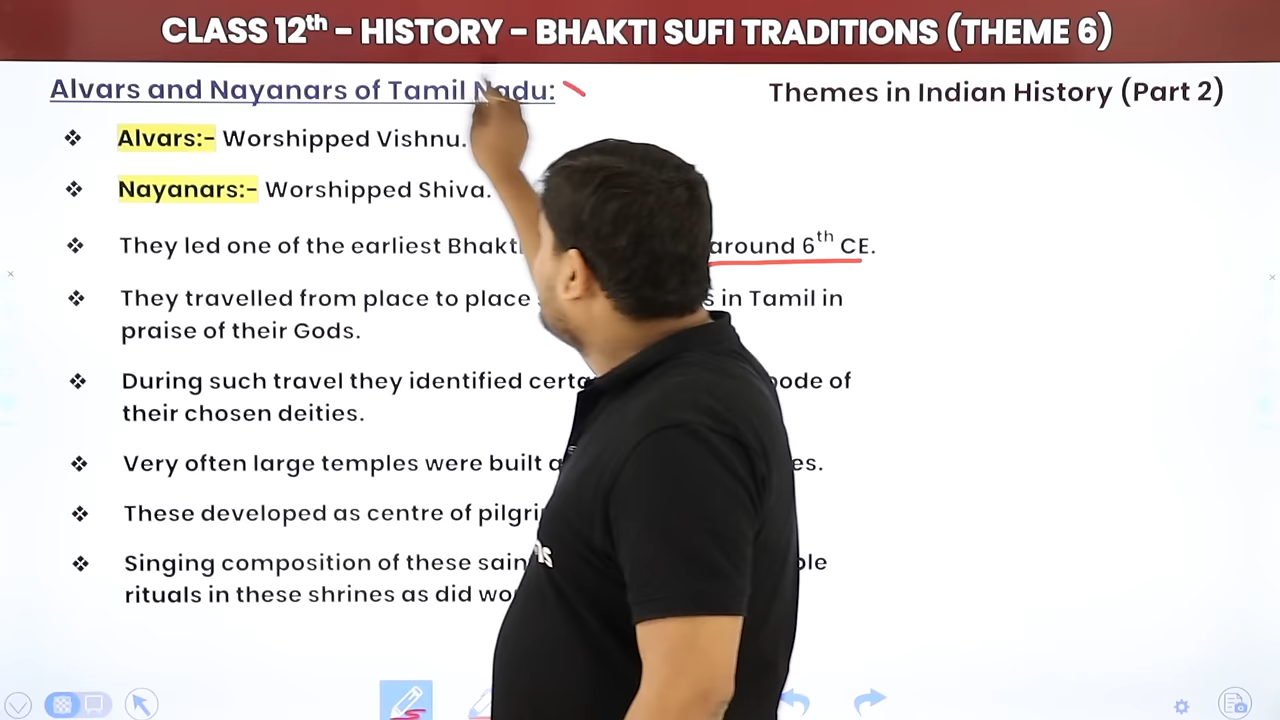 CLASS 12th - HISTORY - BHAKTI SUFI TRADITIONS (THEME 6)
Alvars and Nayanars of Tamil Nadu:
Themes in Indian History (Part 2)
❖ Alvars:- Worshipped Vishnu.
❖ Nayanars:- Worshipped Shiva.
❖ They led one of the earliest Bhakti around 6th CE.
❖ They travelled from place to place in Tamil in
praise of their Gods.
❖ During such travel they identified of
their chosen deities.
❖ Very often large temples were built
❖ These developed as centre of
❖ Singing composition of these
rituals in these shrines as did